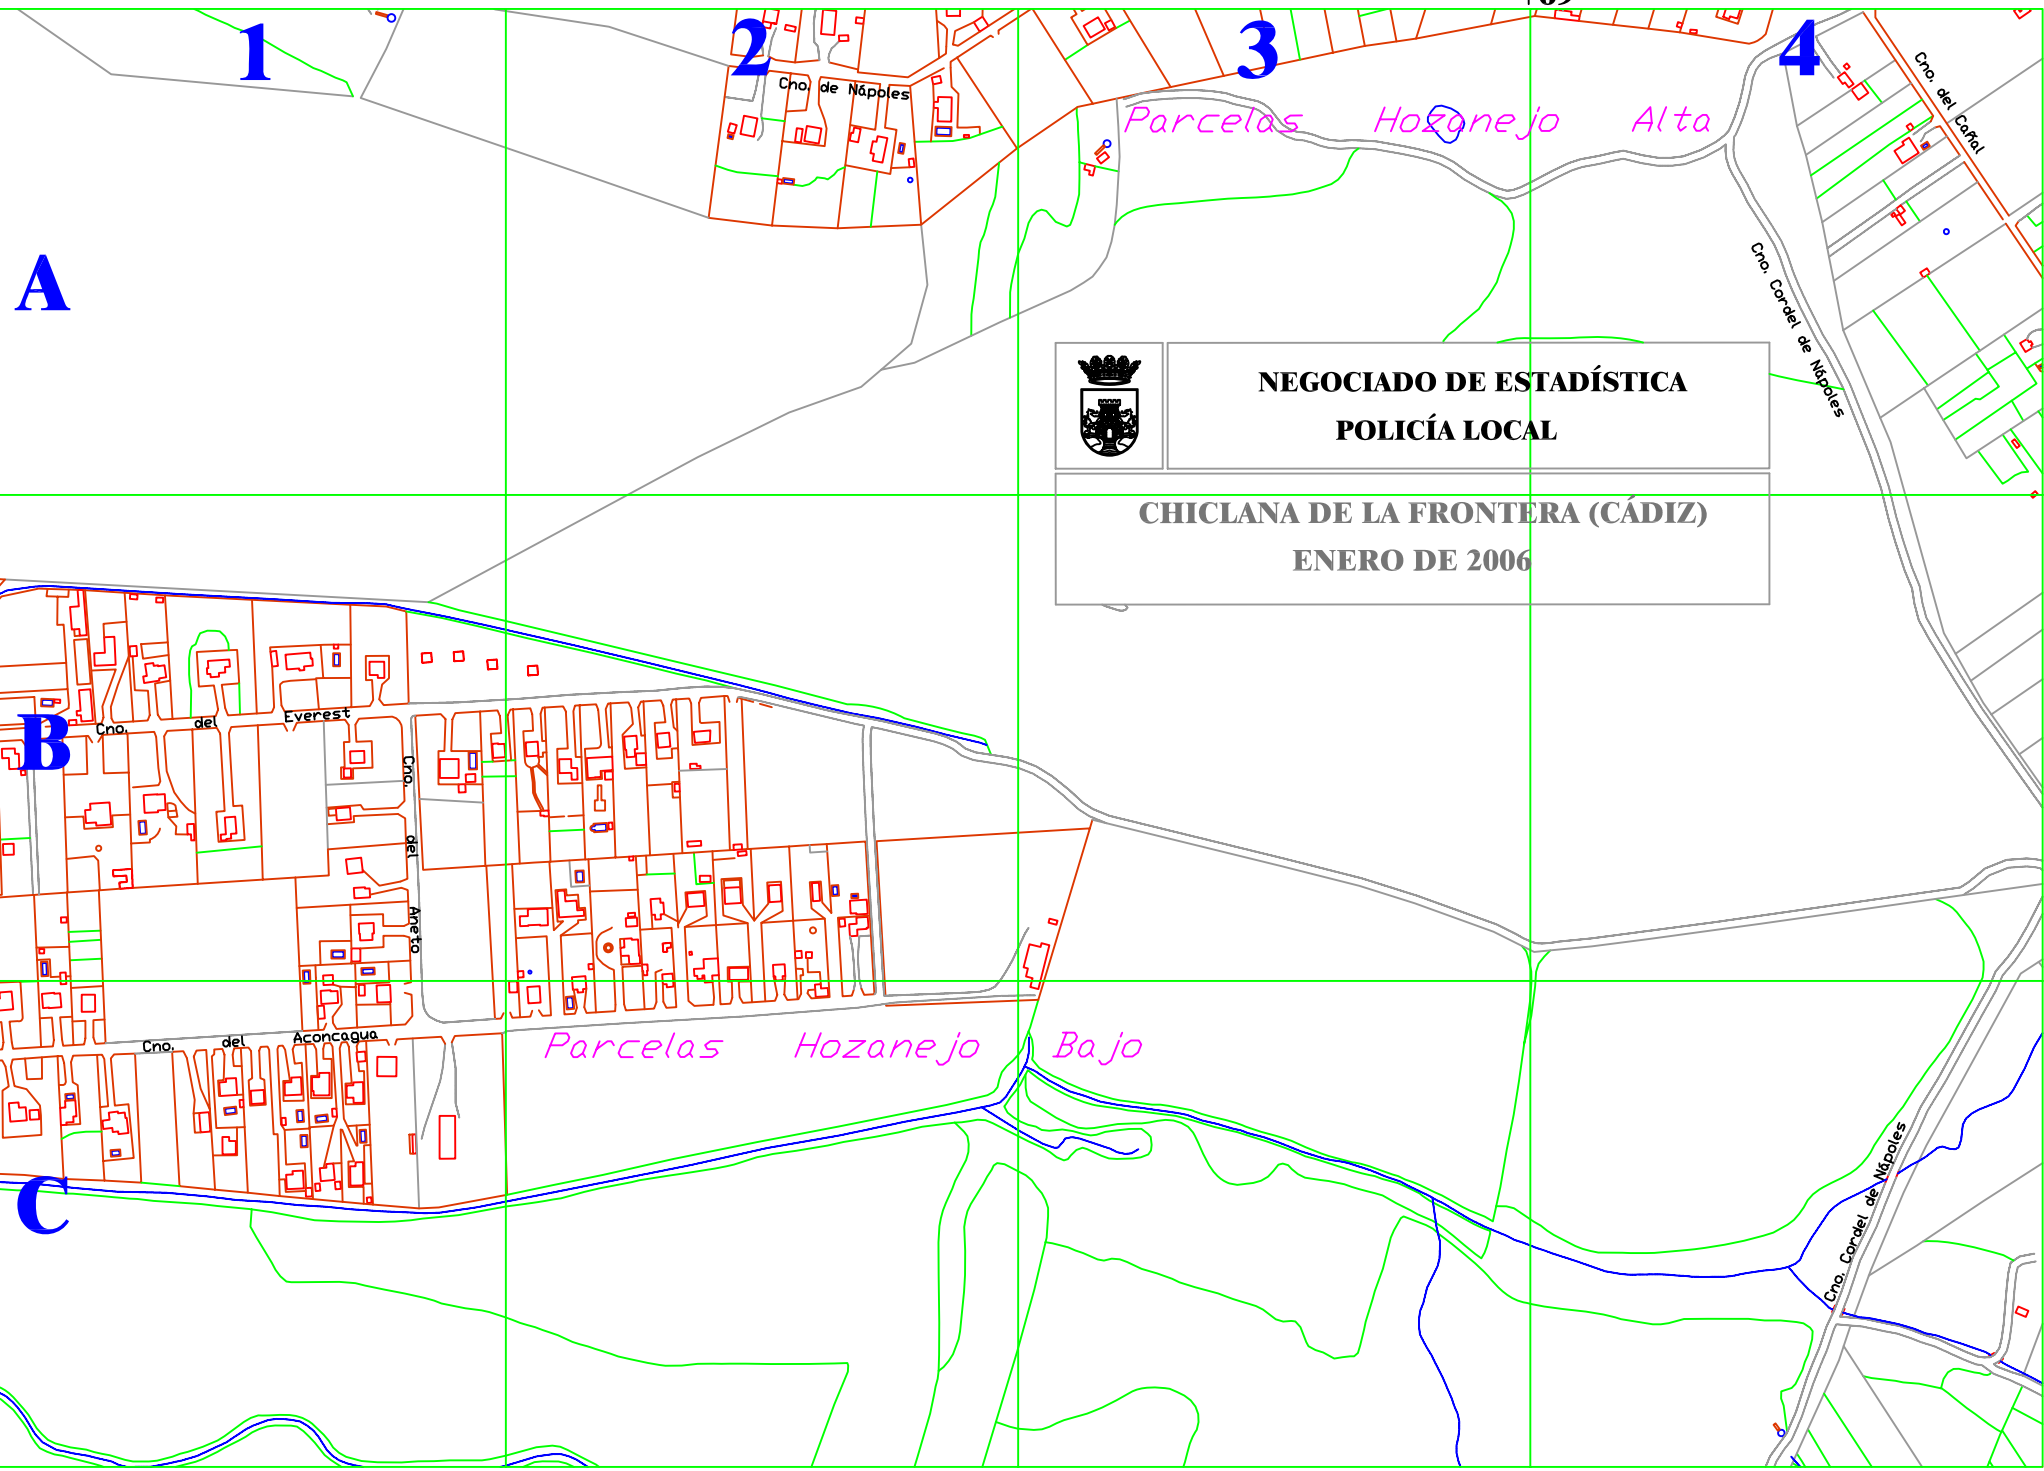 69
1 2 3 4
Cno. del Cañal
Cno. de Nápoles
Parcelas Hozanejo Alta
A
Cno. Cordel de Nápoles
NEGOCIADO DE ESTADÍSTICA
POLICÍA LOCAL
CHICLANA DE LA FRONTERA (CÁDIZ)
ENERO DE 2006
B
Cno. del Everest
Cno. del Aneto
Cno. del Aconcagua
Parcelas Hozanejo Bajo
C
Cno. Cordel de Nápoles